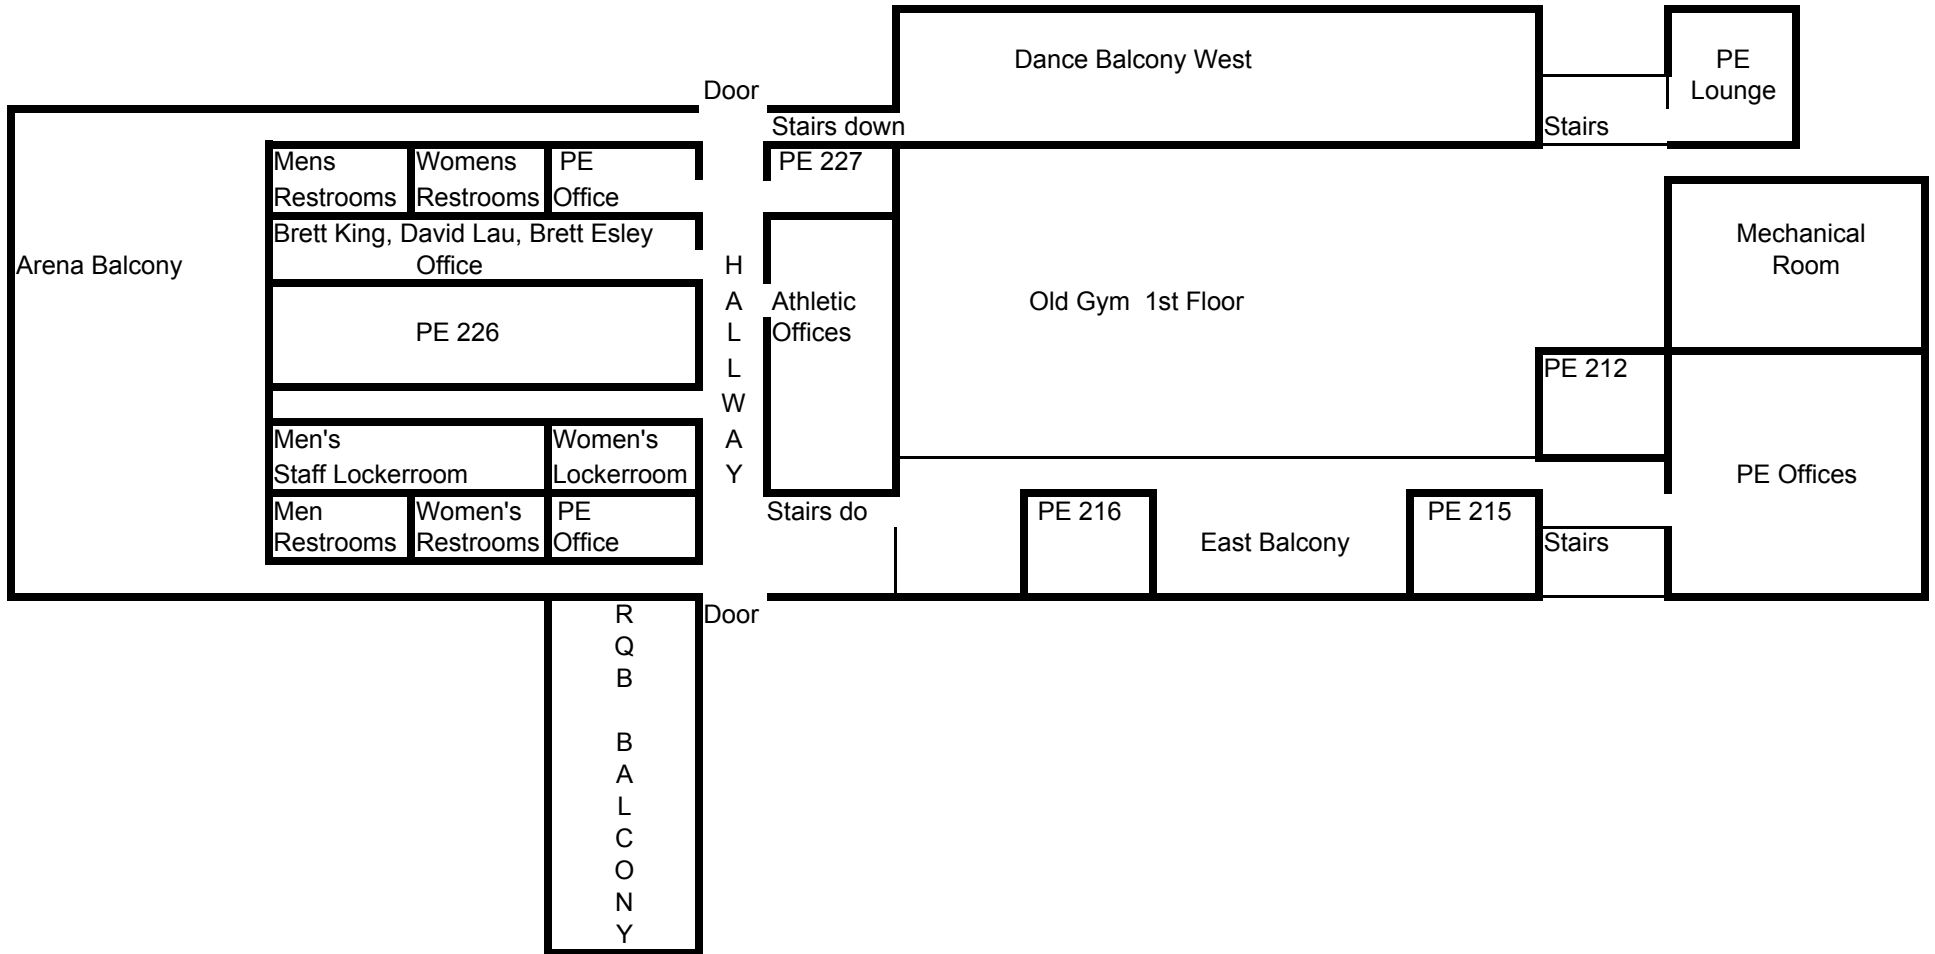 Dance Balcony West
PE
Lounge
Door
Stairs down
Stairs
Mens
Restrooms
Womens
Restrooms
PE
Office
PE 227
Brett King, David Lau, Brett Esley
Office
Arena Balcony
H
A
L
L
W
A
Y
Athletic
Offices
Old Gym 1st Floor
Mechanical
Room
PE 226
PE 212
Men's
Staff Lockerroom
Women's
Lockerroom
PE Offices
Men
Restrooms
Women's
Restrooms
PE
Office
Stairs do
PE 216
East Balcony
PE 215
Stairs
Door
R
Q
B
B
A
L
C
O
N
Y